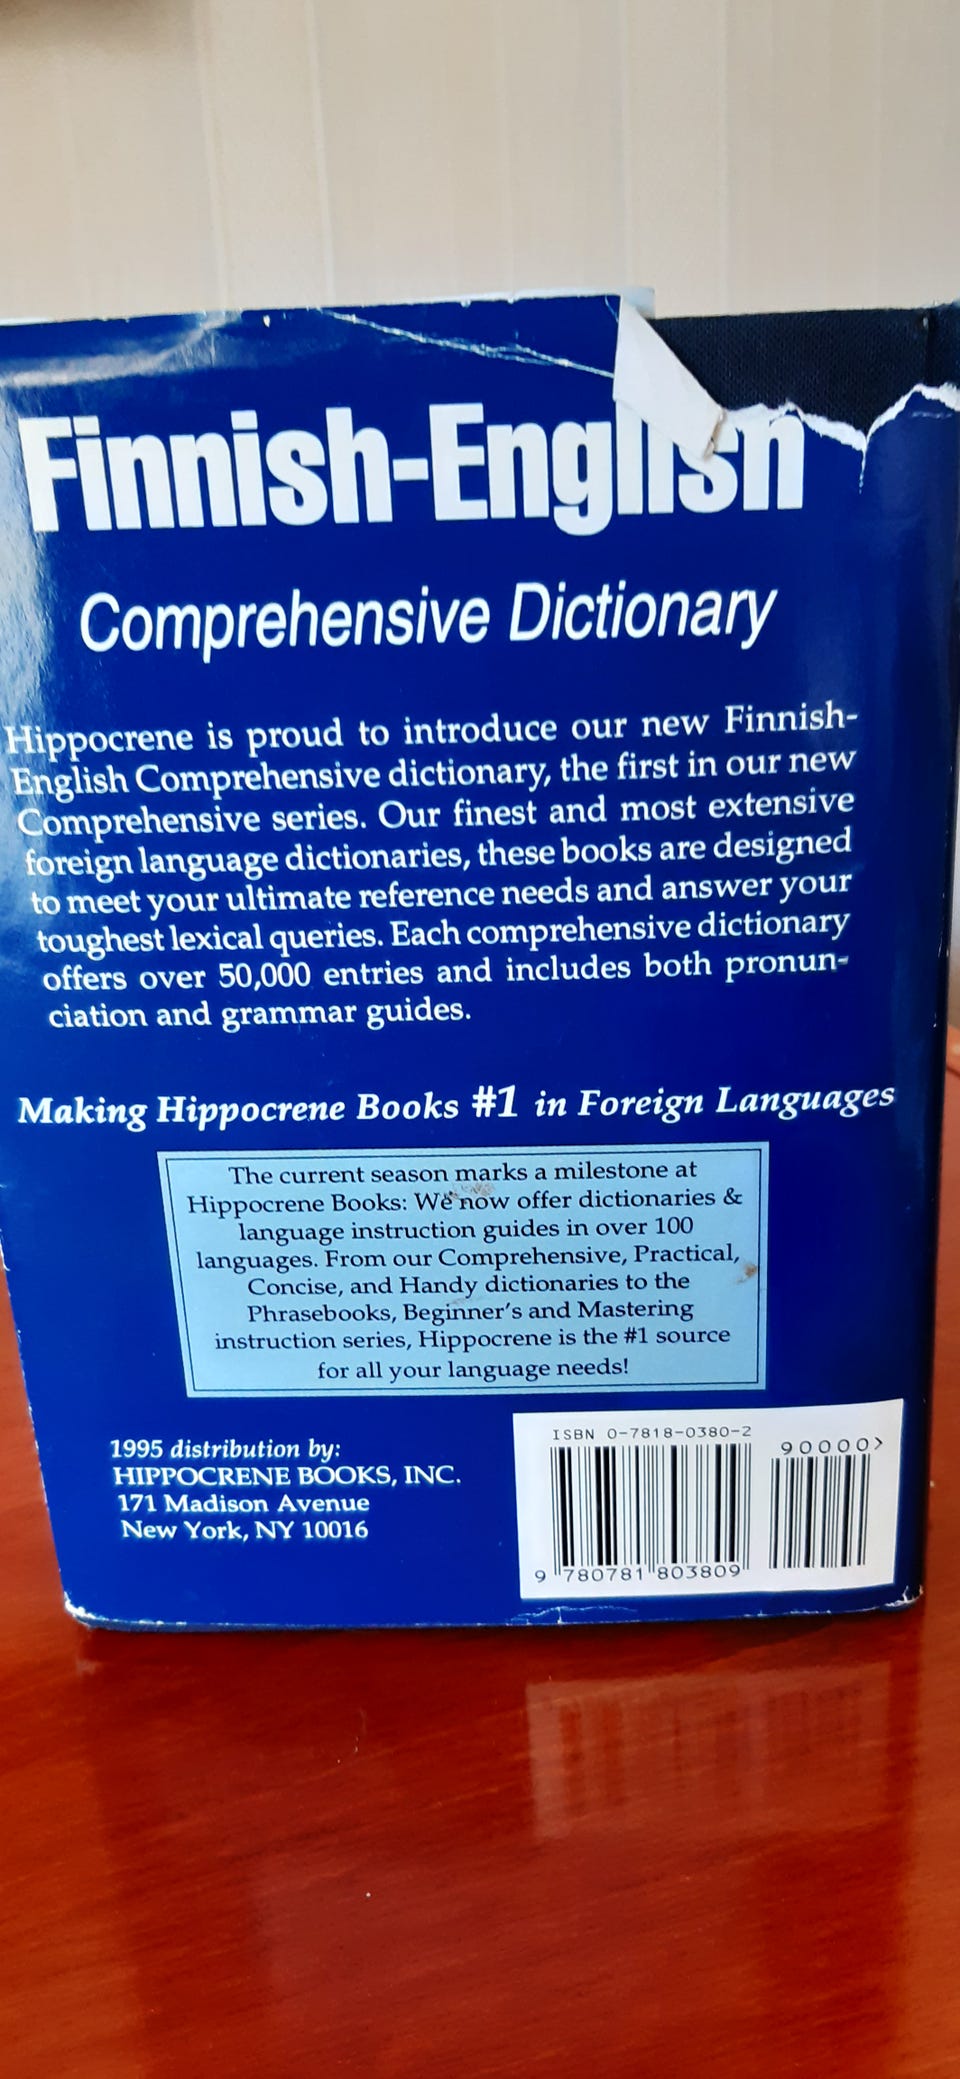 Finnish-English
Comprehensive Dictionary
Hippocrene is proud to introduce our new Finnish-
English Comprehensive dictionary, the first in our new
Comprehensive series. Our finest and most extensive
foreign language dictionaries, these books are designed
to meet your ultimate reference needs and answer your
toughest lexical queries. Each comprehensive dictionary
offers over 50,000 entries and includes both pronun-
ciation and grammar guides.
Making Hippocrene Books #1 in Foreign Languages
The current season marks a milestone at
Hippocrene Books: We now offer dictionaries &
language instruction guides in over 100
languages. From our Comprehensive, Practical,
Concise, and Handy dictionaries to the
Phrasebooks, Beginner's and Mastering
instruction series, Hippocrene is the #1 source
for all your language needs!
1995 distribution by:
HIPPOCRENE BOOKS, INC.
171 Madison Avenue
New York, NY 10016
ISBN 0-7818-0380-2
90000>
9 780781 803809